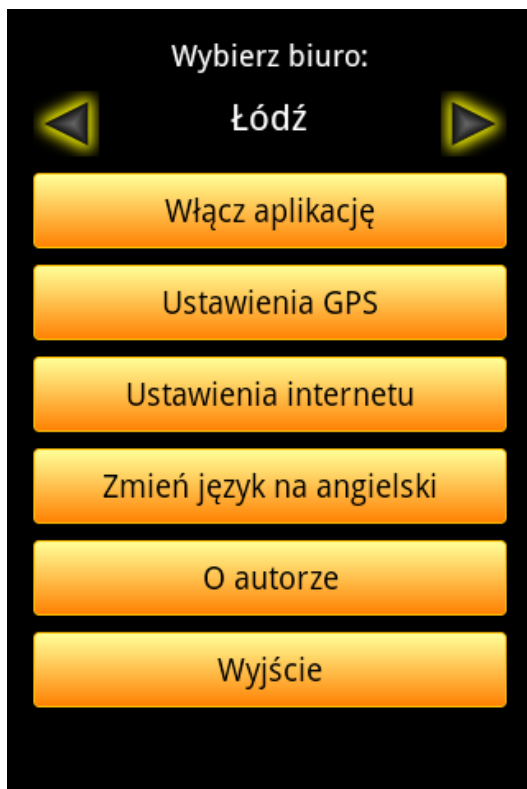 Wybierz biuro:
Łódź
Włącz aplikację
Ustawienia GPS
Ustawienia internetu
Zmień język na angielski
O autorze
Wyjście